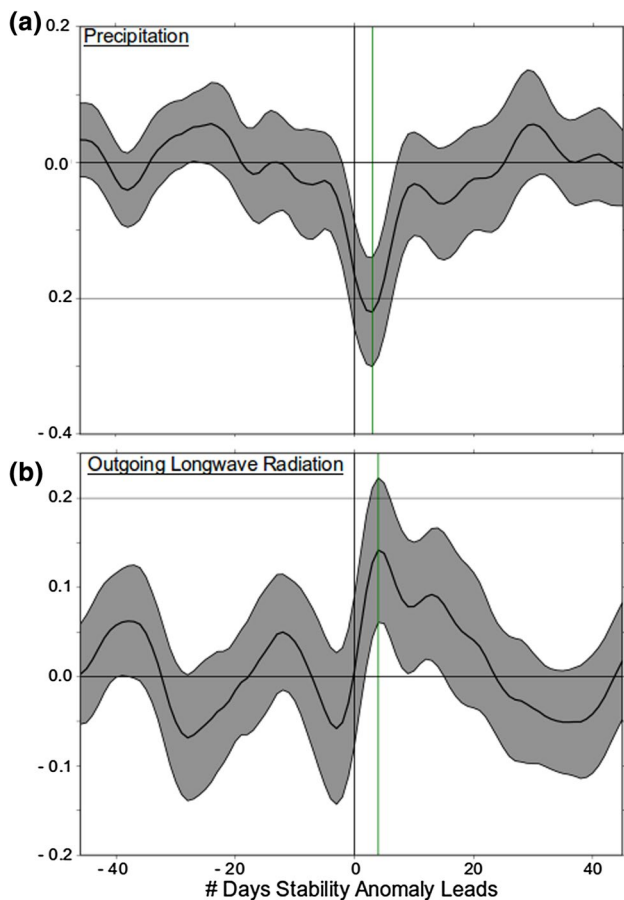 (a)
Precipitation
0.2
0.0
0.2
- 0.4
(b)
Outgoing Longwave Radiation
0.2
0.1
0.0
- 0.1
- 0.2
- 40
- 20
0
20
40
# Days Stability Anomaly Leads